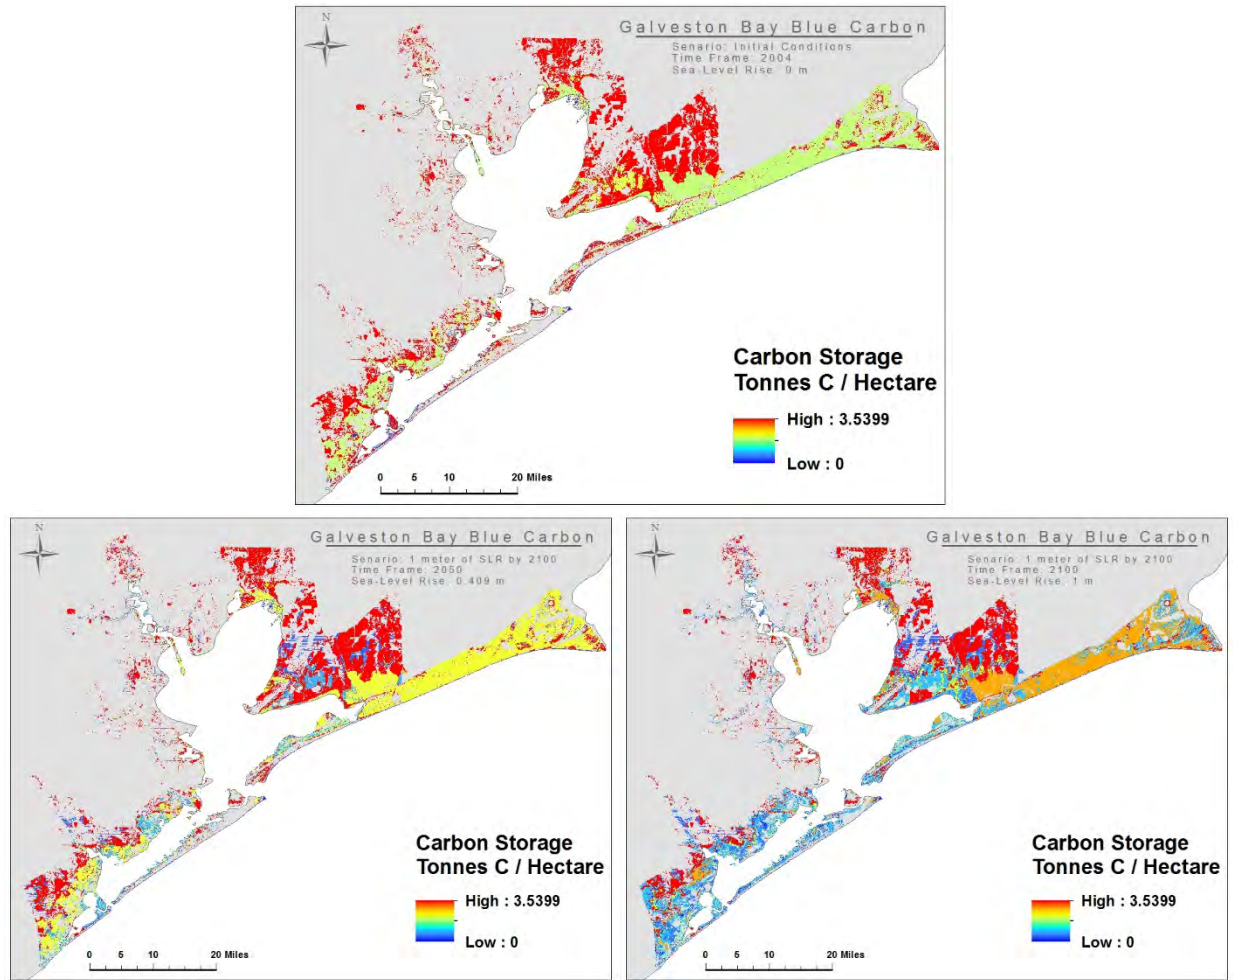 N
Galveston Bay Blue Carbon
Senario: Initial Conditions
Time Frame: 2004
Sea-Level Rise: 0 m
Carbon Storage
Tonnes C / Hectare
High : 3.5399
Low : 0
0 5 10 20 Miles
N
Galveston Bay Blue Carbon
Senario: 1 meter of SLR by 2100
Time Frame: 2050
Sea-Level Rise: 0.409 m
Carbon Storage
Tonnes C / Hectare
High : 3.5399
Low : 0
0 5 10 20 Miles
N
Galveston Bay Blue Carbon
Senario: 1 meter of SLR by 2100
Time Frame: 2100
Sea-Level Rise: 1 m
Carbon Storage
Tonnes C / Hectare
High : 3.5399
Low : 0
0 5 10 20 Miles